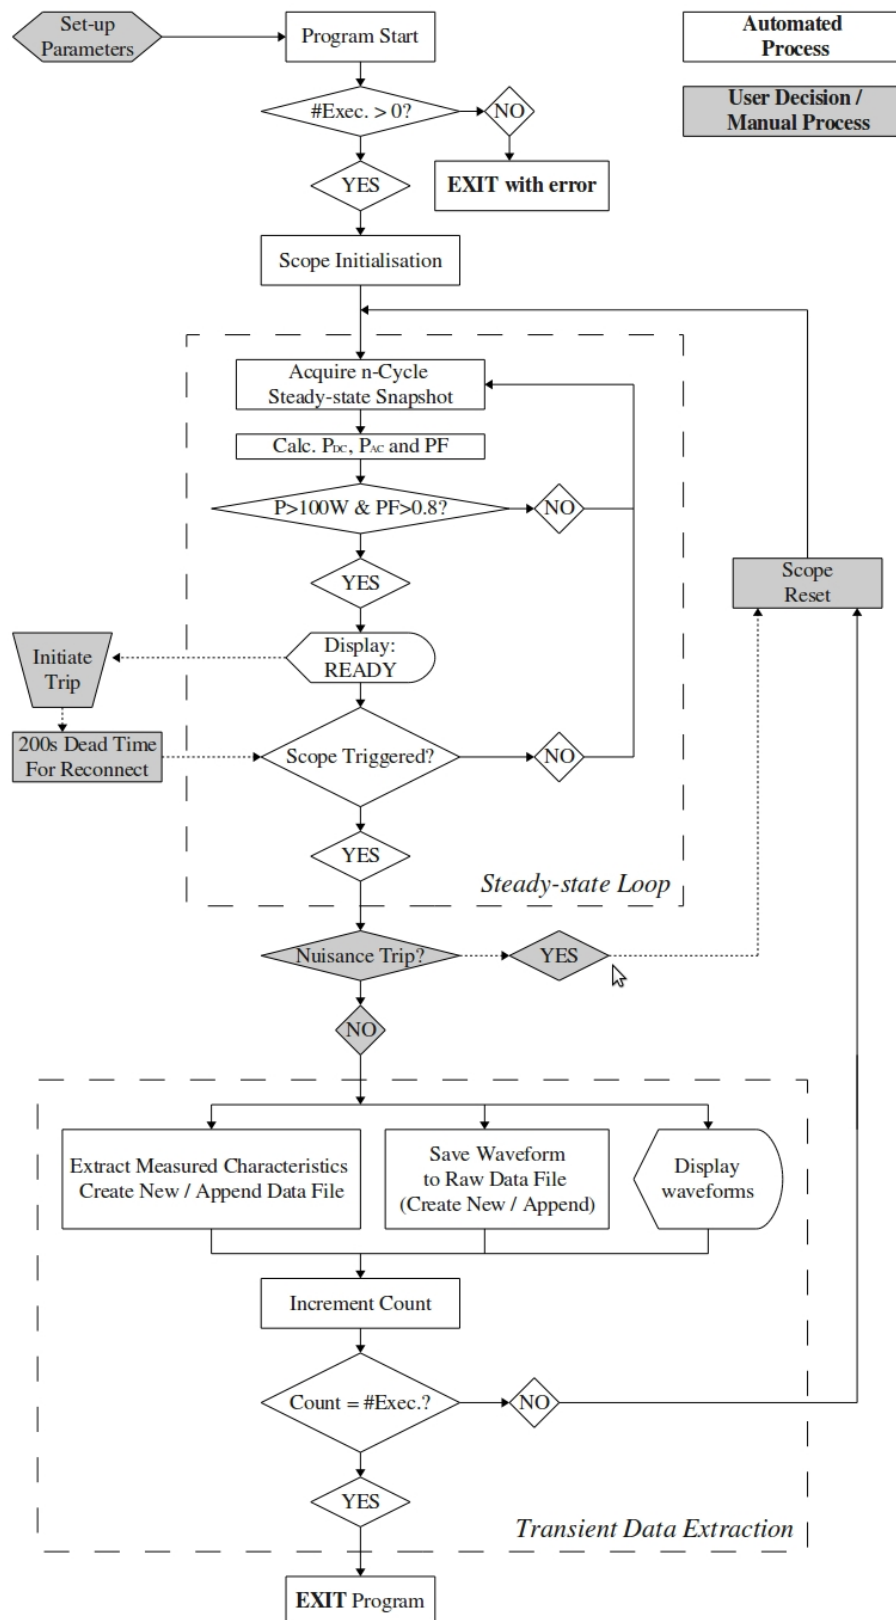 Set-up
Parameters
Program Start
Automated
Process
User Decision /
Manual Process
#Exec. > 0?
NO
YES
EXIT with error
Scope Initialisation
Acquire n-Cycle
Steady-state Snapshot
Calc. PDC, PAC and PF
P>100W & PF>0.8?
NO
YES
Scope
Reset
Initiate
Trip
Display:
READY
200s Dead Time
For Reconnect
Scope Triggered?
NO
YES
Steady-state Loop
Nuisance Trip?
YES
NO
Extract Measured Characteristics
Create New / Append Data File
Save Waveform
to Raw Data File
(Create New / Append)
Display
waveforms
Increment Count
Count = #Exec.?
NO
YES
Transient Data Extraction
EXIT Program